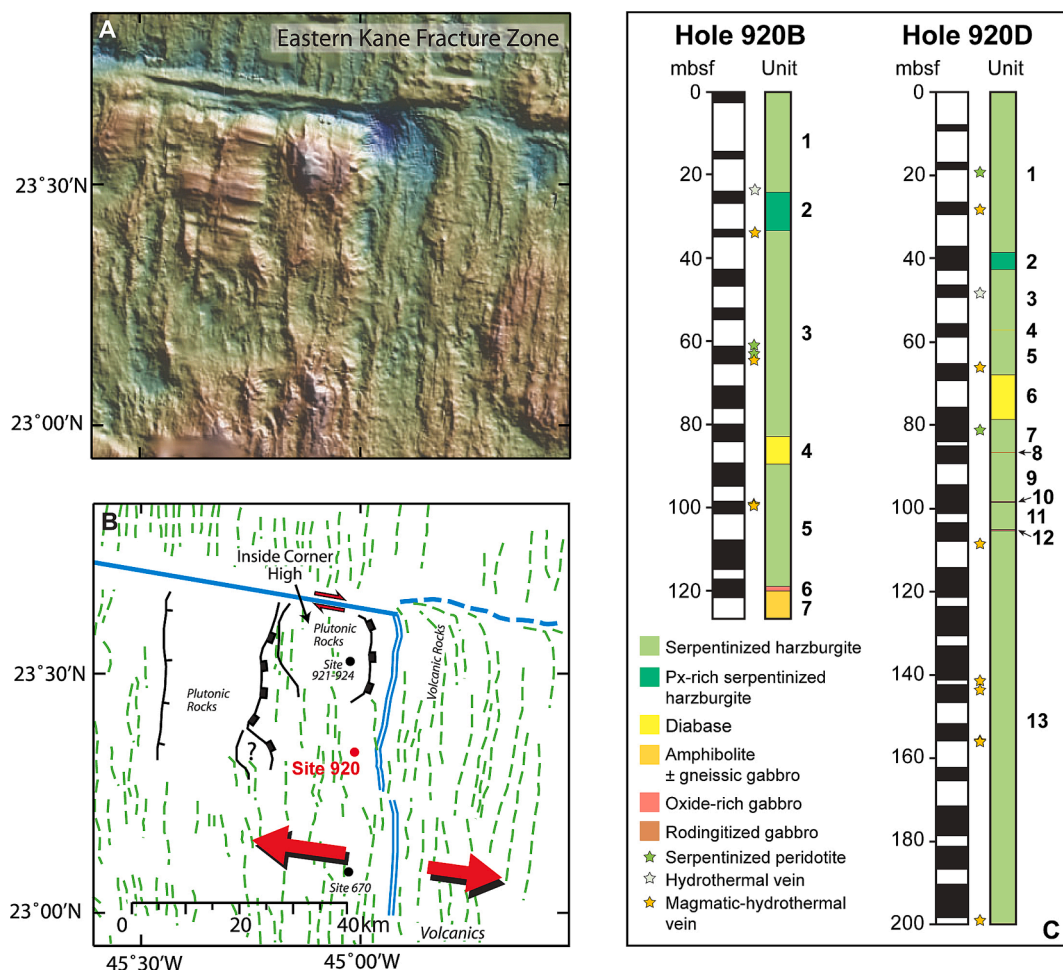 A
Eastern Kane Fracture Zone
23°30'N
23°00'N
B
Inside Corner
High
Plutonic
Rocks
Site
921-924
Plutonic
Rocks
Volcanic Rocks
?
Site 920
Site 670
0
20
40 km
Volcanics
23°30'N
23°00'N
45°30'W
45°00'W
Hole 920B
mbsf
Unit
0
20
40
60
80
100
120
1
2
3
4
5
6
7
Hole 920D
mbsf
Unit
0
20
40
60
80
100
120
140
160
180
200
1
2
3
4
5
6
7
8
9
10
11
12
13
Serpentinized harzburgite
Px-rich serpentinized
harzburgite
Diabase
Amphibolite
± gneissic gabbro
Oxide-rich gabbro
Rodingitized gabbro
Serpentinized peridotite
Hydrothermal vein
Magmatic-hydrothermal
vein
C